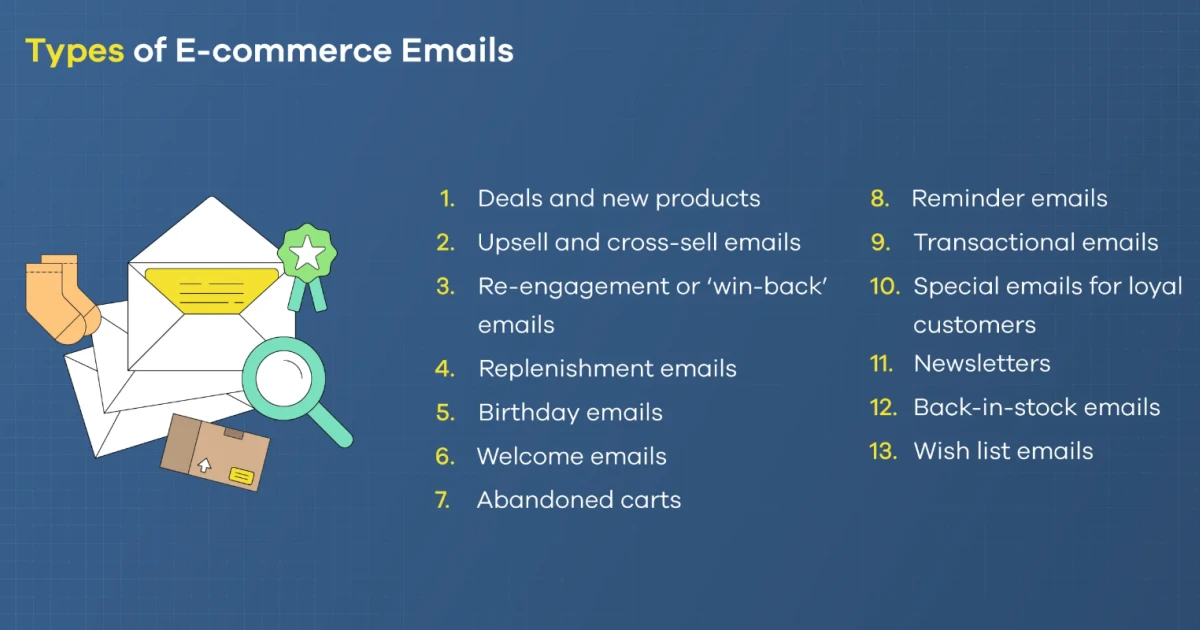 Types of E-commerce Emails
1. Deals and new products
2. Upsell and cross-sell emails
3. Re-engagement or ‘win-back’
emails
4. Replenishment emails
5. Birthday emails
6. Welcome emails
7. Abandoned carts
8. Reminder emails
9. Transactional emails
10. Special emails for loyal
customers
11. Newsletters
12. Back-in-stock emails
13. Wish list emails